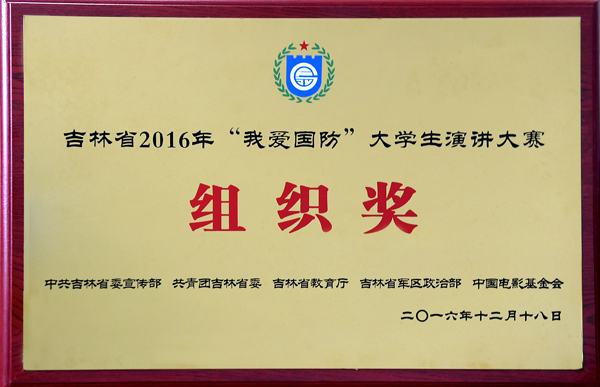 吉林省2016年“我爱国防”大学生演讲大赛
组织奖
中共吉林省委宣传部 共青团吉林省委 吉林省教育厅 吉林省军区政治部 中国电影基金会
二〇一六年十二月十八日